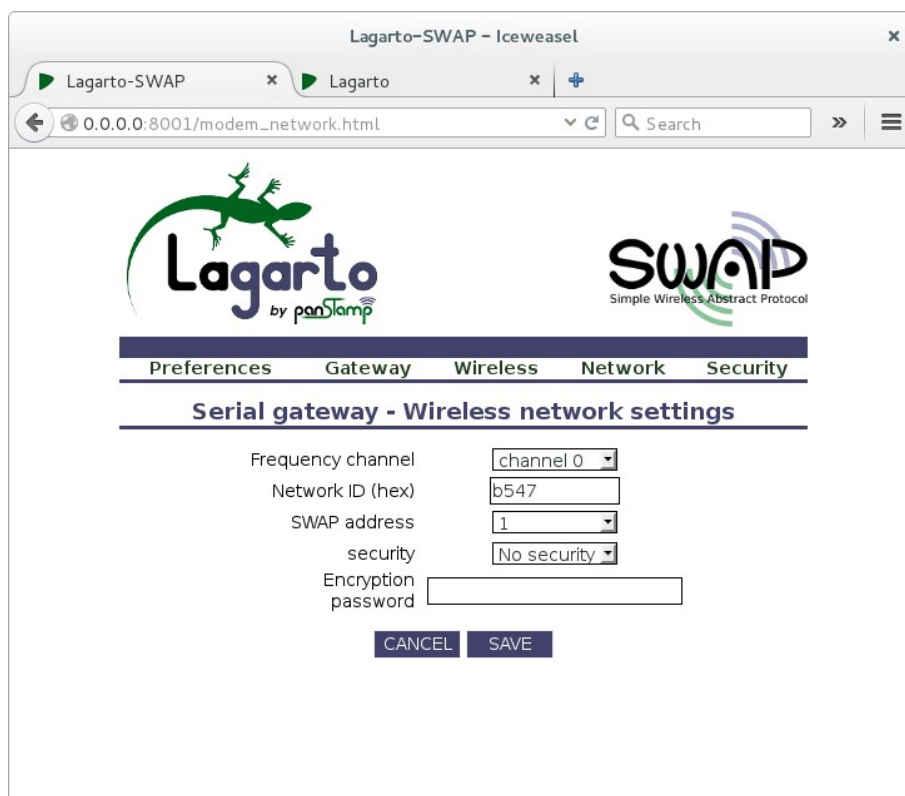 Lagarto-SWAP - Iceweasel
Lagarto-SWAP
Lagarto
0.0.0.0:8001/modem_network.html
Search
Lagarto
by panStamp
SWAP
Simple Wireless Abstract Protocol
Preferences Gateway Wireless Network Security
Serial gateway - Wireless network settings
Frequency channel channel 0
Network ID (hex) b547
SWAP address 1
security No security
Encryption
password
CANCEL SAVE